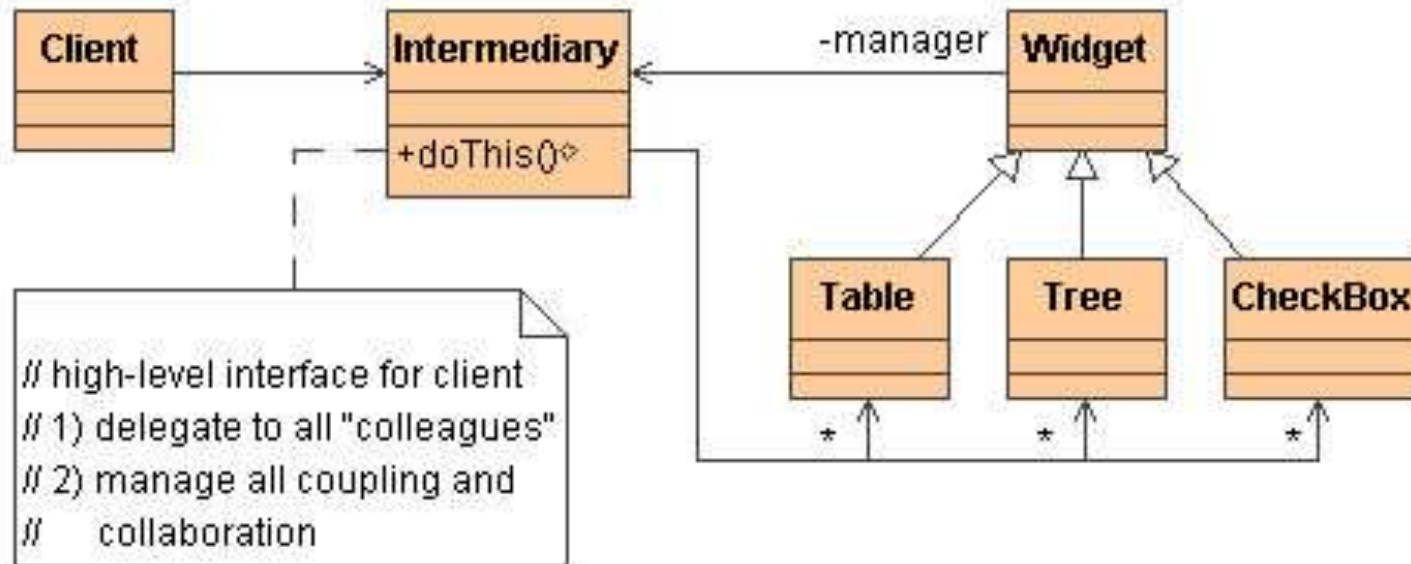 Client
Intermediary
-manager
Widget
+doThis()
Table
Tree
CheckBox
* * *
// high-level interface for client
// 1) delegate to all "colleagues"
// 2) manage all coupling and
// collaboration